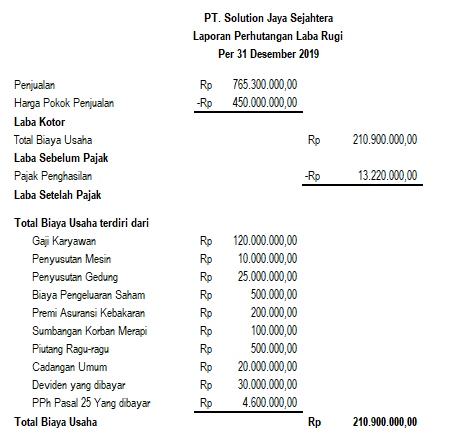 PT. Solution Jaya Sejahtera
Laporan Perhutangan Laba Rugi
Per 31 Desember 2019
Penjualan Rp 765.300.000,00
Harga Pokok Penjualan -Rp 450.000.000,00
Laba Kotor
Total Biaya Usaha Rp 210.900.000,00
Laba Sebelum Pajak
Pajak Penghasilan -Rp 13.220.000,00
Laba Setelah Pajak
Total Biaya Usaha terdiri dari
Gaji Karyawan Rp 120.000.000,00
Penyusutan Mesin Rp 10.000.000,00
Penyusutan Gedung Rp 25.000.000,00
Biaya Pengeluaran Saham Rp 500.000,00
Premi Asuransi Kebakaran Rp 200.000,00
Sumbangan Korban Merapi Rp 100.000,00
Piutang Ragu-ragu Rp 500.000,00
Cadangan Umum Rp 20.000.000,00
Deviden yang dibayar Rp 30.000.000,00
PPh Pasal 25 Yang dibayar Rp 4.600.000,00
Total Biaya Usaha Rp 210.900.000,00